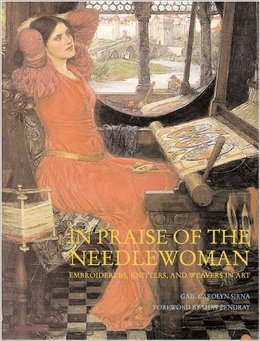 IN PRAISE OF THE
NEEDLEWOMAN
EMBROIDERERS, KNITTERS, AND WEAVERS IN ART
GAIL CAROLYN SIRNA
FOREWORD BY SHAY PENDRAY